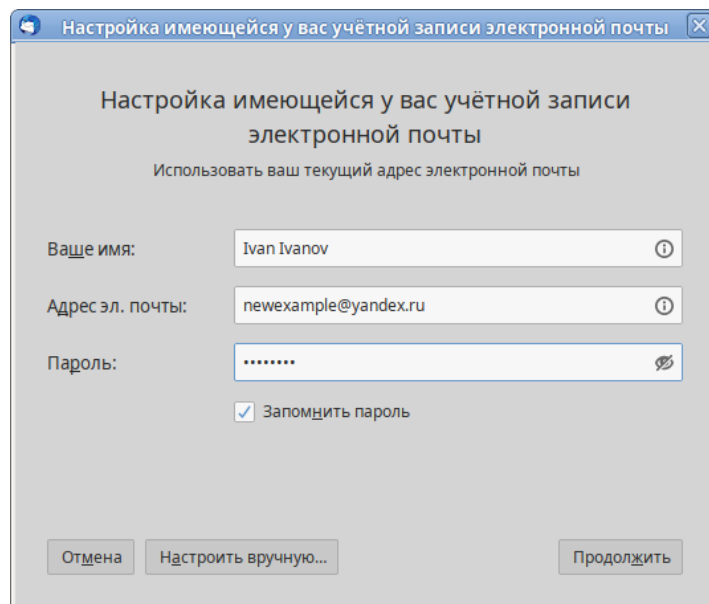 Настройка имеющейся у вас учётной записи электронной почты
Настройка имеющейся у вас учётной записи
электронной почты
Использовать ваш текущий адрес электронной почты
Ваше имя:
Ivan Ivanov
Адрес эл. почты:
newexample@yandex.ru
Пароль:
••••••••
Запомнить пароль
Отмена
Настроить вручную...
Продолжить